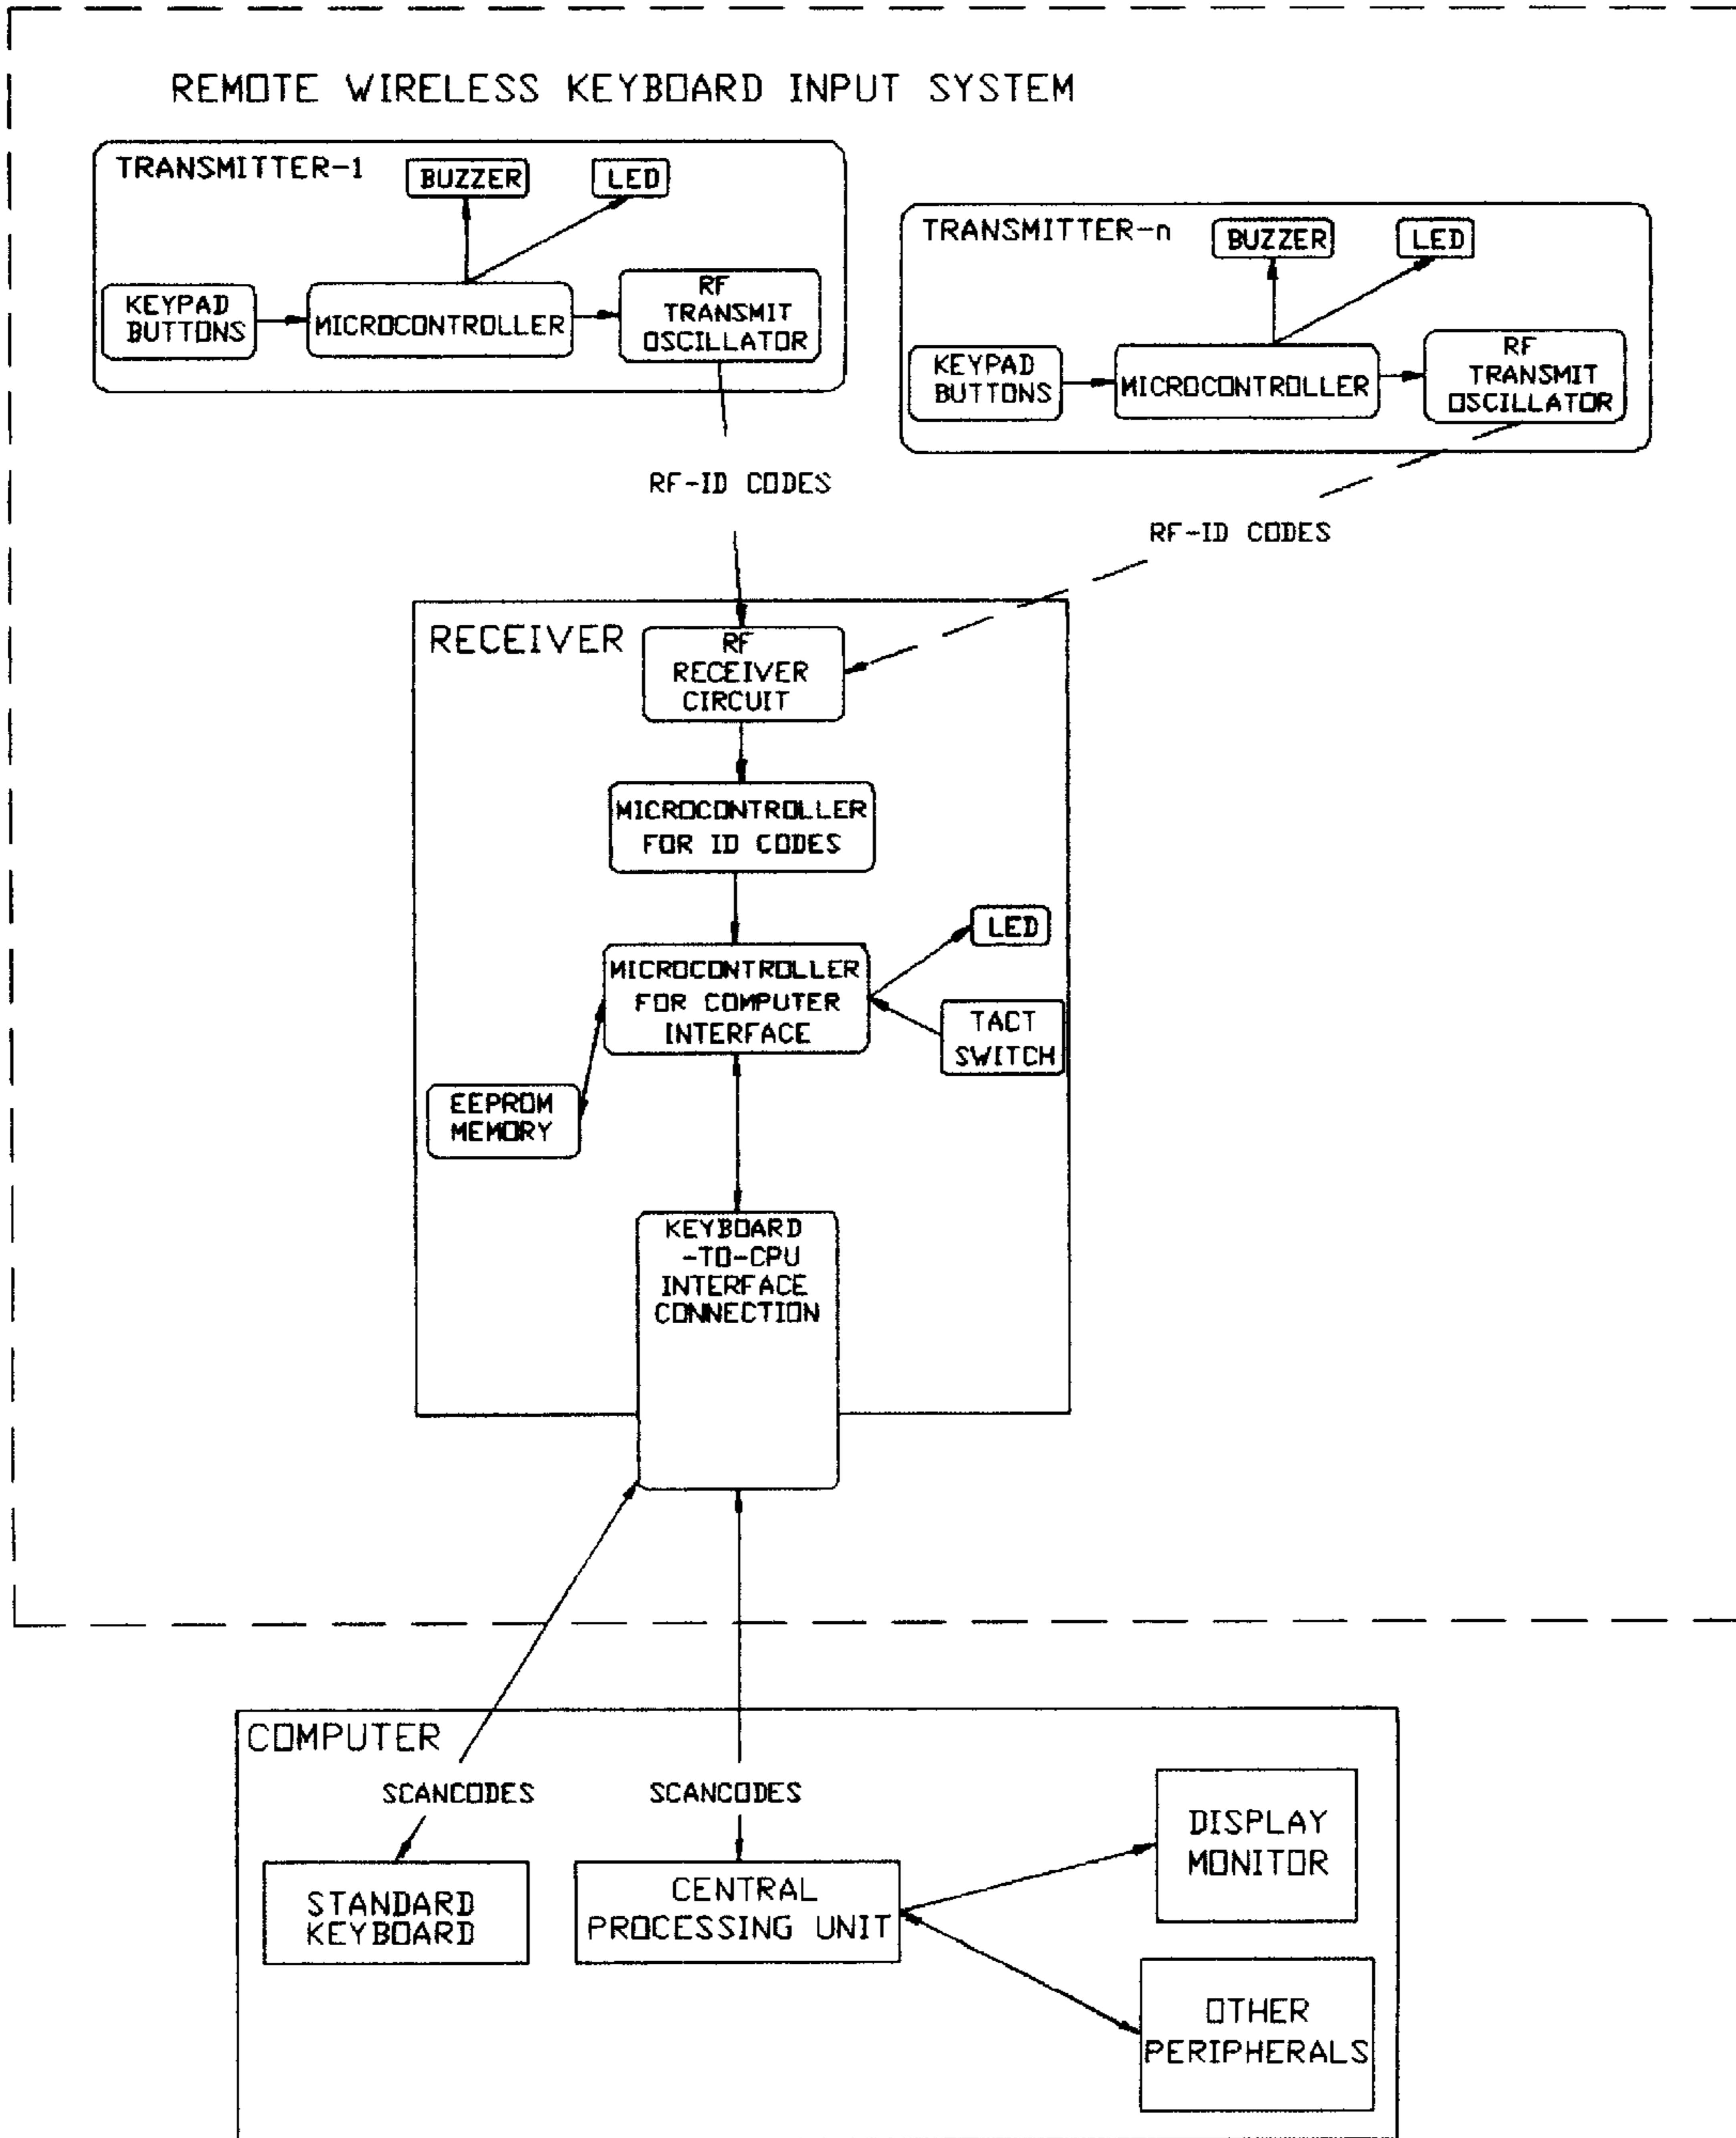 REMOTE WIRELESS KEYBOARD INPUT SYSTEM
TRANSMITTER-1
BUZZER
LED
KEYPAD
BUTTONS
MICROCONTROLLER
RF
TRANSMIT
OSCILLATOR
TRANSMITTER-n
BUZZER
LED
KEYPAD
BUTTONS
MICROCONTROLLER
RF
TRANSMIT
OSCILLATOR
RF-ID CODES
RF-ID CODES
RECEIVER
RF
RECEIVER
CIRCUIT
MICROCONTROLLER
FOR ID CODES
LED
MICROCONTROLLER
FOR COMPUTER
INTERFACE
TACT
SWITCH
EEPROM
MEMORY
KEYBOARD
-TO-CPU
INTERFACE
CONNECTION
COMPUTER
SCANCODES
SCANCODES
STANDARD
KEYBOARD
CENTRAL
PROCESSING UNIT
DISPLAY
MONITOR
OTHER
PERIPHERALS